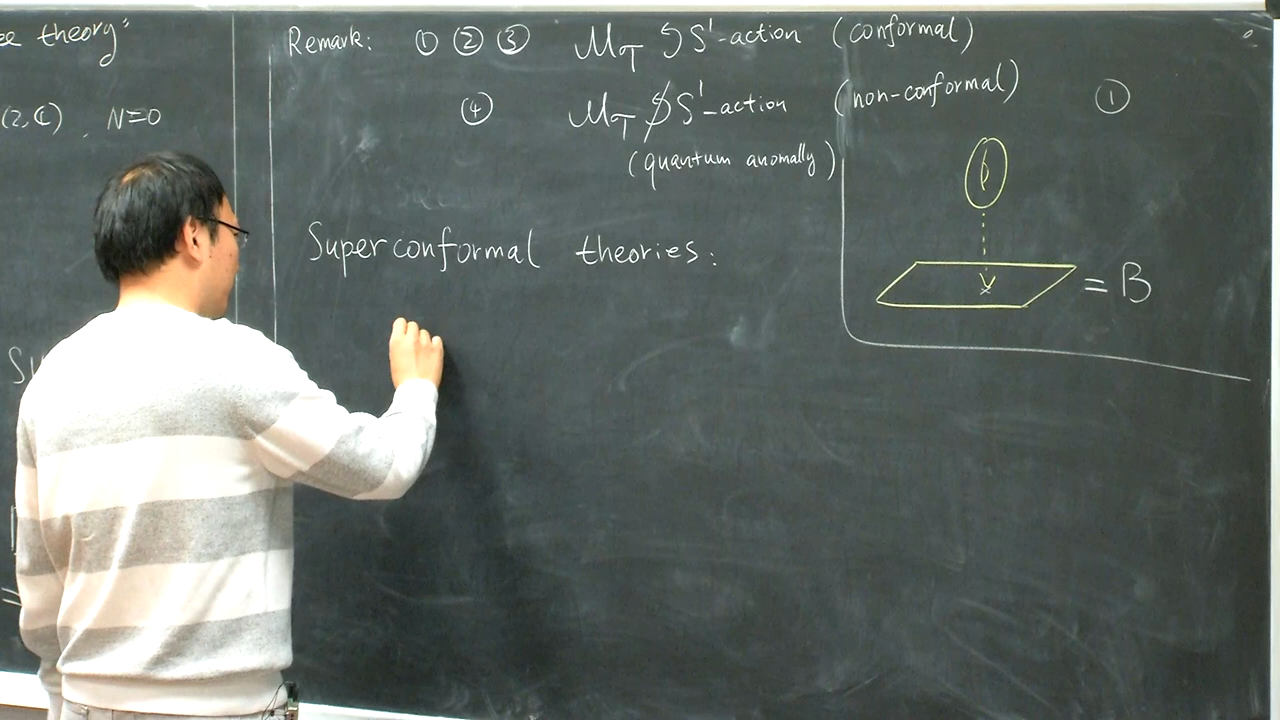 theory"
(2, ℂ), N=0
Remark: ① ② ③ M_T ↺ S¹-action (conformal)
④ M_T ↺̸ S¹-action (non-conformal)
(quantum anomally)
①
= B
Superconformal theories: